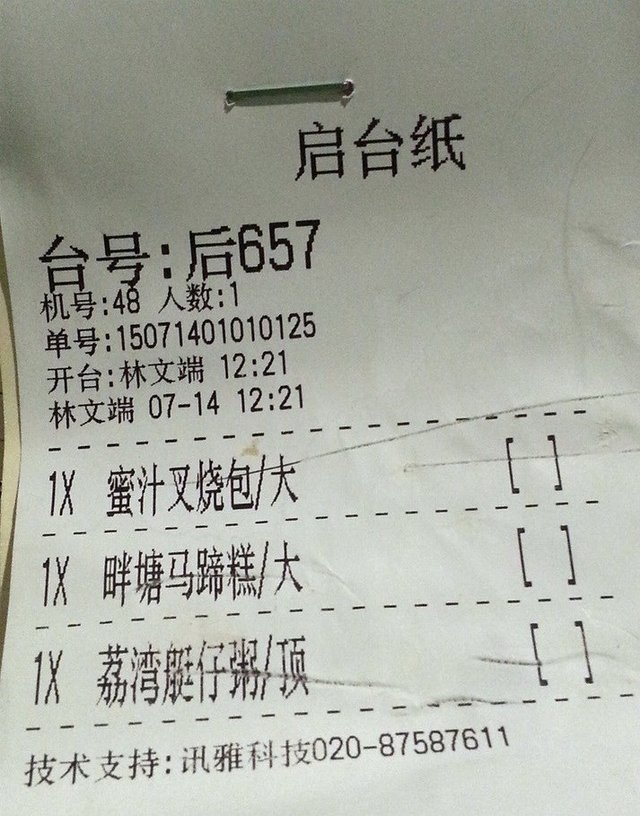 启台纸
台号:后657
机号:48 人数:1
单号:15071401010125
开台:林文端 12:21
林文端 07-14 12:21
1X 蜜汁叉烧包/大 [ ]
1X 畔塘马蹄糕/大 [ ]
1X 荔湾艇仔粥/顶 [ ]
技术支持:讯雅科技020-87587611